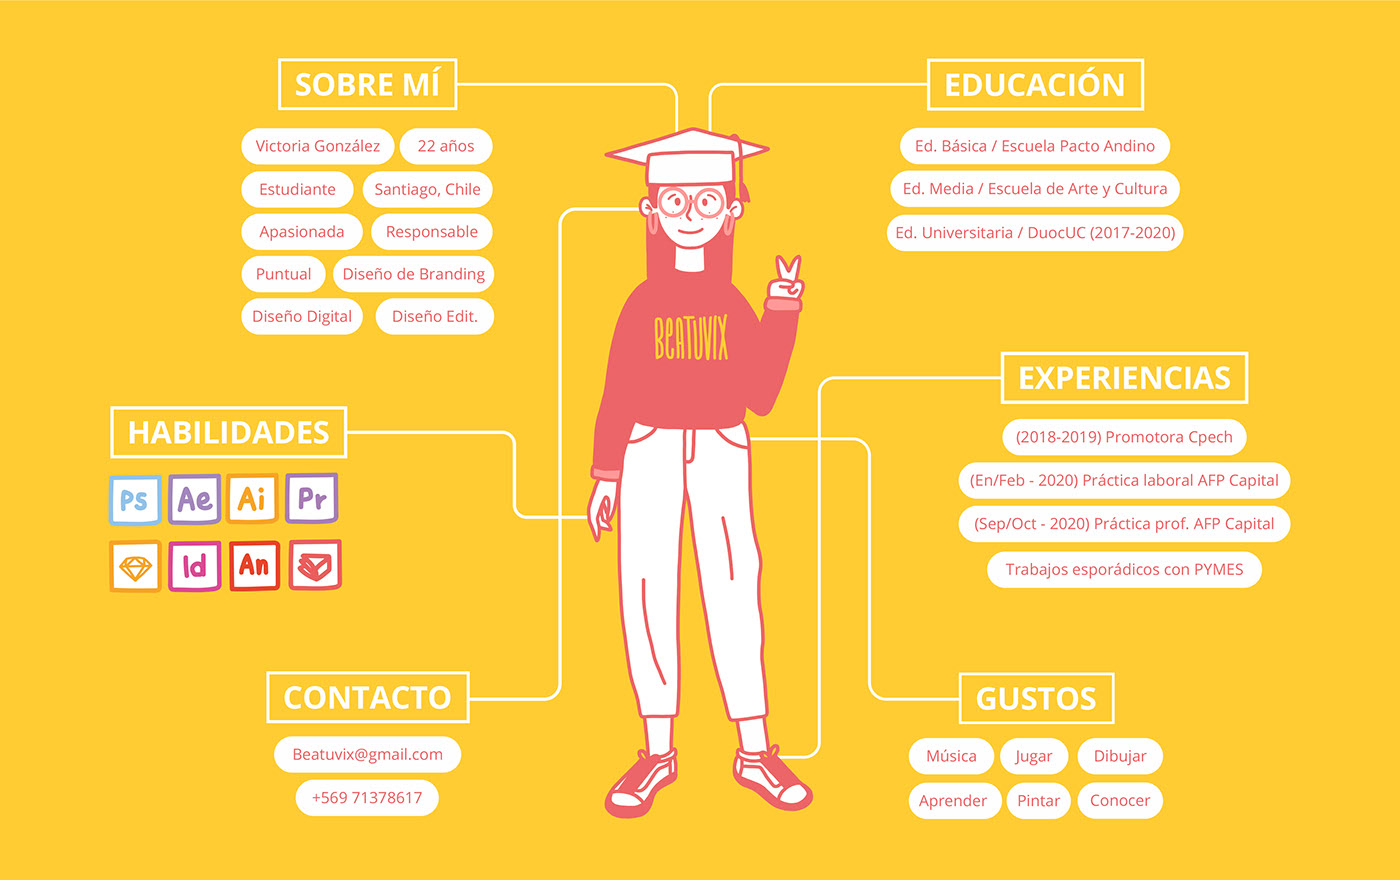 SOBRE MÍ
Victoria González
22 años
Estudiante
Santiago, Chile
Apasionada
Responsable
Puntual
Diseño de Branding
Diseño Digital
Diseño Edit.
EDUCACIÓN
Ed. Básica / Escuela Pacto Andino
Ed. Media / Escuela de Arte y Cultura
Ed. Universitaria / DuocUC (2017-2020)
BEATUVIX
HABILIDADES
Ps
Ae
Ai
Pr
Id
An
EXPERIENCIAS
(2018-2019) Promotora Cpech
(En/Feb - 2020) Práctica laboral AFP Capital
(Sep/Oct - 2020) Práctica prof. AFP Capital
Trabajos esporádicos con PYMES
CONTACTO
Beatuvix@gmail.com
+569 71378617
GUSTOS
Música
Jugar
Dibujar
Aprender
Pintar
Conocer